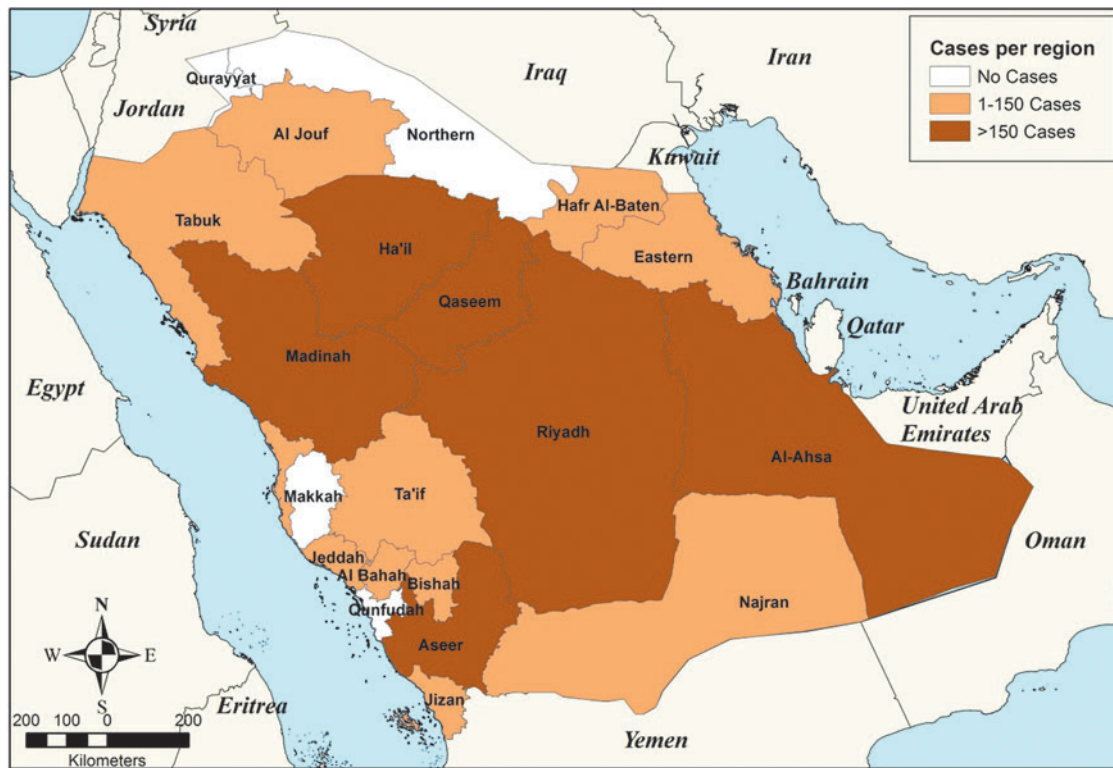 Syria
Iraq
Iran
Cases per region
No Cases
1-150 Cases
>150 Cases
Qurayyat
Jordan
Al Jouf
Northern
Kuwait
Tabuk
Hafr Al-Baten
Ha'il
Eastern
Bahrain
Qaseem
Qatar
Madinah
Egypt
United Arab
Emirates
Riyadh
Al-Ahsa
Makkah
Ta'if
Sudan
Oman
Jeddah
Al Bahah
Bishah
Najran
Qunfudah
Aseer
N
W
E
S
Jizan
Eritrea
Yemen
200 100 0 200
Kilometers